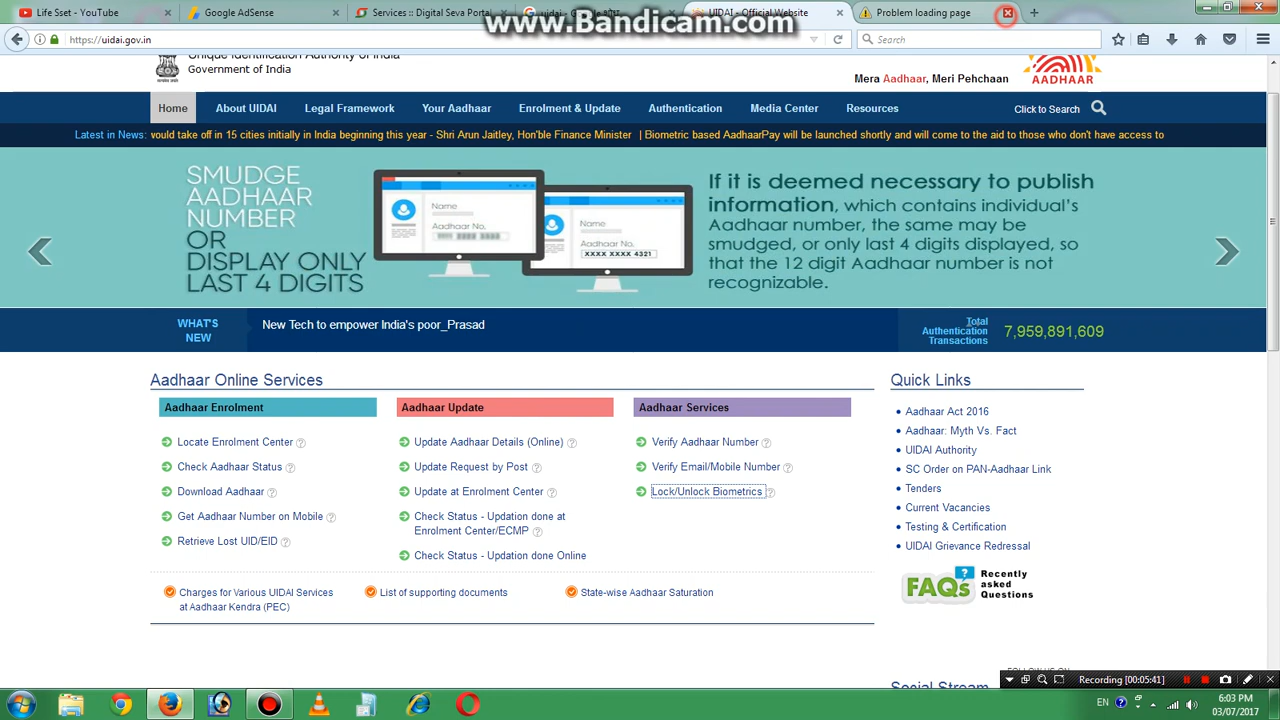 Life Sset - YouTube
Google AdSense
Services :: Digital Seva Portal
UIDAI - Official Website
Problem loading page
www.Bandicam.com
https://uidai.gov.in
Search
Unique Identification Authority of India
Government of India
Mera Aadhaar, Meri Pehchaan
AADHAAR
Home
About UIDAI
Legal Framework
Your Aadhaar
Enrolment & Update
Authentication
Media Center
Resources
Click to Search
Latest in News: vould take off in 15 cities initially in India beginning this year - Shri Arun Jaitley, Hon'ble Finance Minister | Biometric based AadhaarPay will be launched shortly and will come to the aid to those who don't have access to
SMUDGE
AADHAAR
NUMBER
OR
DISPLAY ONLY
LAST 4 DIGITS
Name
Aadhaar No.
Name
Aadhaar No.
XXXX XXXX 4321
If it is deemed necessary to publish
information, which contains individual's
Aadhaar number, the same may be
smudged, or only last 4 digits displayed, so
that the 12 digit Aadhaar number is not
recognizable.
WHAT'S
NEW
New Tech to empower India's poor_Prasad
Total
Authentication
Transactions
7,959,891,609
Aadhaar Online Services
Aadhaar Enrolment
Locate Enrolment Center
Check Aadhaar Status
Download Aadhaar
Get Aadhaar Number on Mobile
Retrieve Lost UID/EID
Aadhaar Update
Update Aadhaar Details (Online)
Update Request by Post
Update at Enrolment Center
Check Status - Updation done at
Enrolment Center/ECMP
Check Status - Updation done Online
Aadhaar Services
Verify Aadhaar Number
Verify Email/Mobile Number
Lock/Unlock Biometrics
Charges for Various UIDAI Services
at Aadhaar Kendra (PEC)
List of supporting documents
State-wise Aadhaar Saturation
Quick Links
Aadhaar Act 2016
Aadhaar: Myth Vs. Fact
UIDAI Authority
SC Order on PAN-Aadhaar Link
Tenders
Current Vacancies
Testing & Certification
UIDAI Grievance Redressal
FAQs
Recently
asked
Questions
FOLLOW US ON
Social Stream
Recording [00:05:41]
EN
6:03 PM
03/07/2017